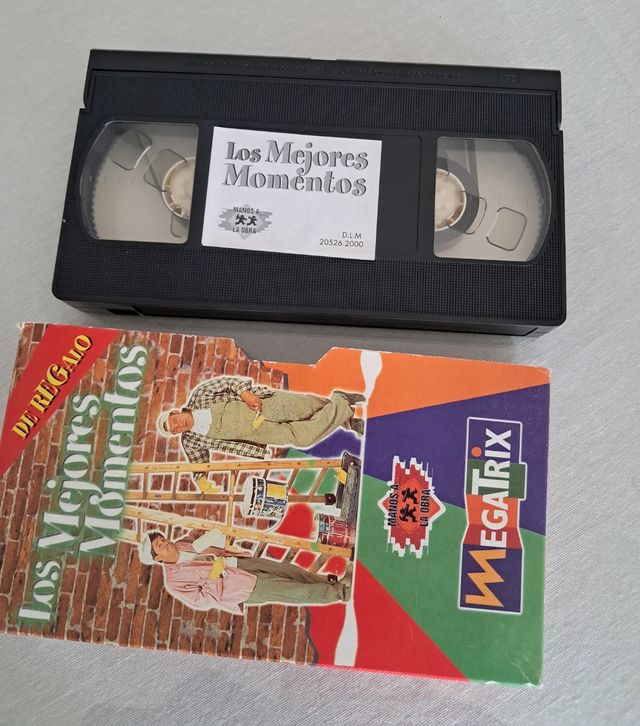 Los Mejores
Momentos
MANOS A
LA OBRA
D.L.M.
20526.2000
DE REGALO
Los Mejores
Momentos
MANOS A
LA OBRA
MEGATRIX